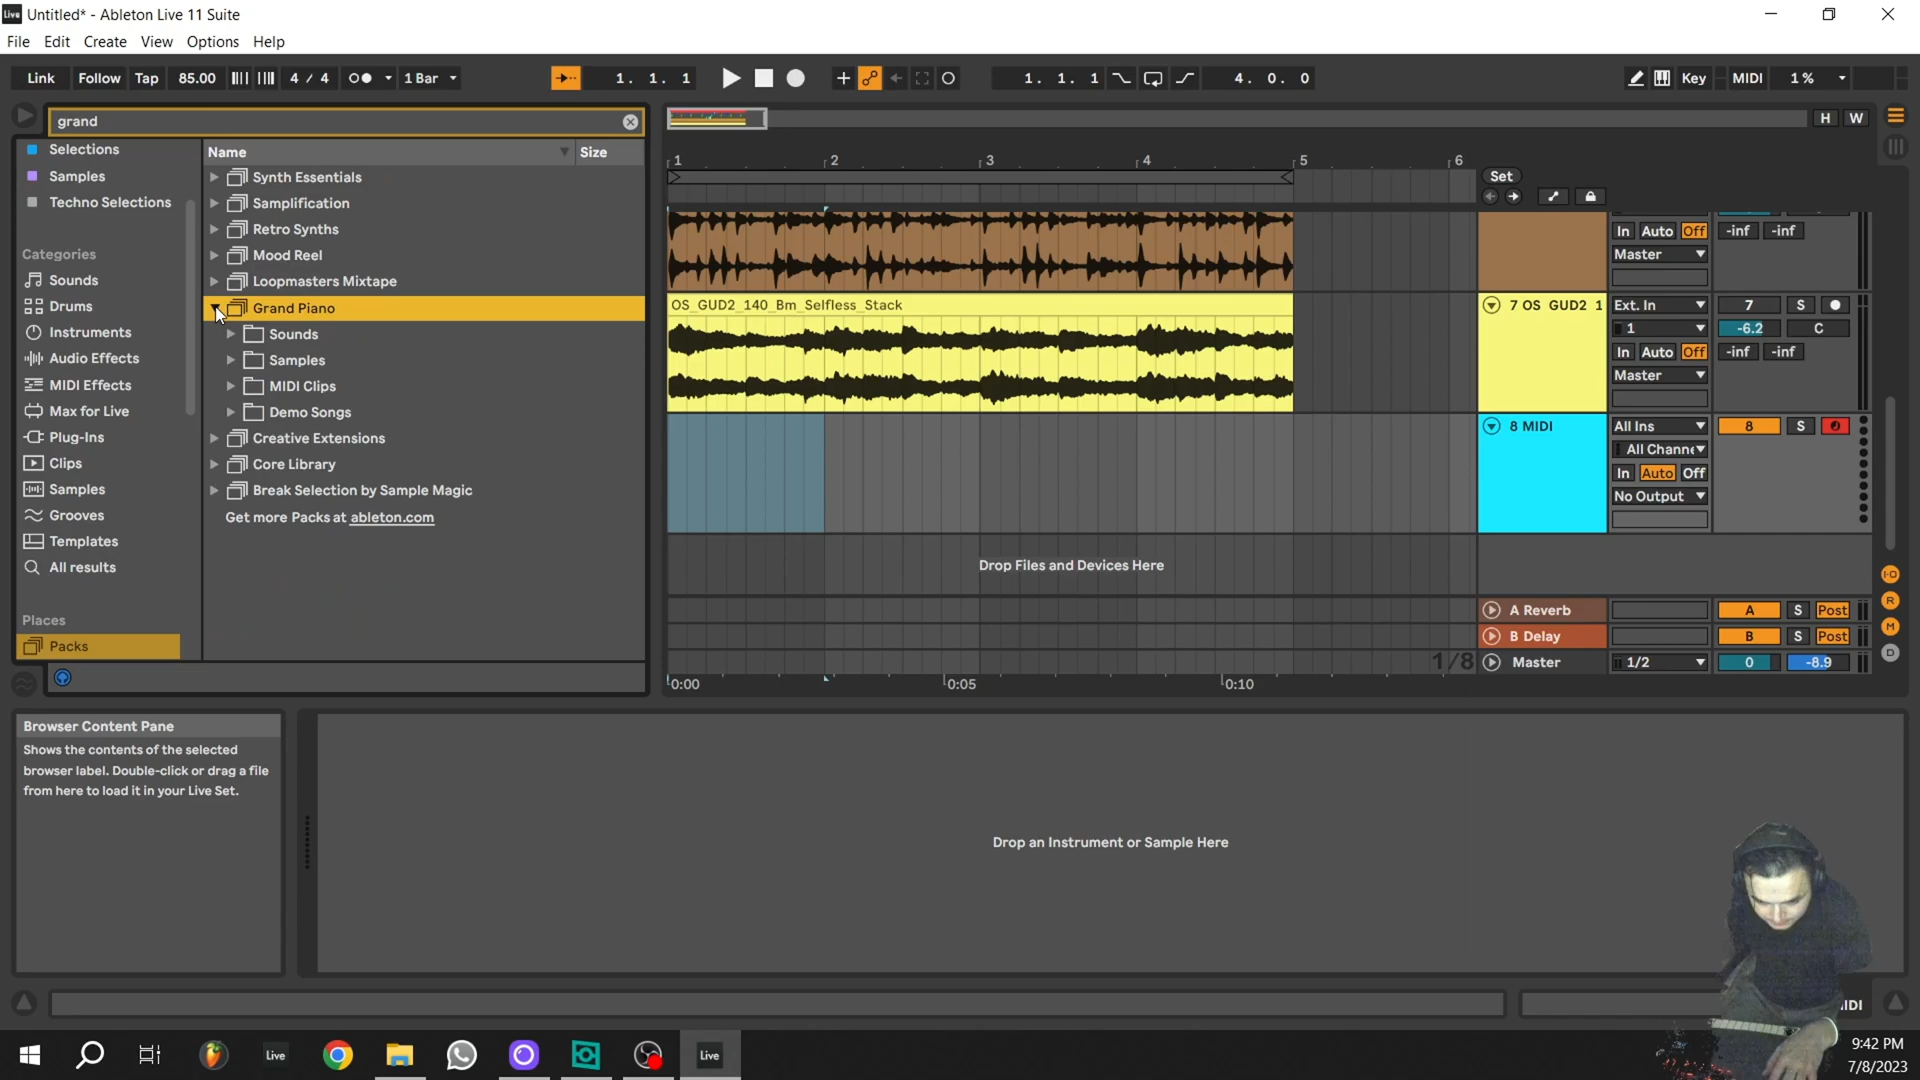 Live Untitled* - Ableton Live 11 Suite
File Edit Create View Options Help
Link Follow Tap 85.00 4 / 4 1 Bar 1. 1. 1 1. 1. 1 4. 0. 0 Key MIDI 1%
grand
H W
Selections
Samples
Techno Selections
Categories
Sounds
Drums
Instruments
Audio Effects
MIDI Effects
Max for Live
Plug-Ins
Clips
Samples
Grooves
Templates
All results
Places
Packs
Name Size
Synth Essentials
Samplification
Retro Synths
Mood Reel
Loopmasters Mixtape
Grand Piano
Sounds
Samples
MIDI Clips
Demo Songs
Creative Extensions
Core Library
Break Selection by Sample Magic
Get more Packs at ableton.com
1 2 3 4 5 6
Set
In Auto Off -inf -inf
Master
OS_GUD2_140_Bm_Selfless_Stack
7 OS GUD2 1 Ext. In 7 S
1 -6.2 C
In Auto Off -inf -inf
Master
8 MIDI All Ins 8 S
All Channe
In Auto Off
No Output
Drop Files and Devices Here
A Reverb A S Post
B Delay B S Post
1/8 Master 1/2 0 -8.9
I·O
R
M
D
0:00 0:05 0:10
Browser Content Pane
Shows the contents of the selected
browser label. Double-click or drag a file
from here to load it in your Live Set.
Drop an Instrument or Sample Here
IDI
Live
Live
9:42 PM
7/8/2023